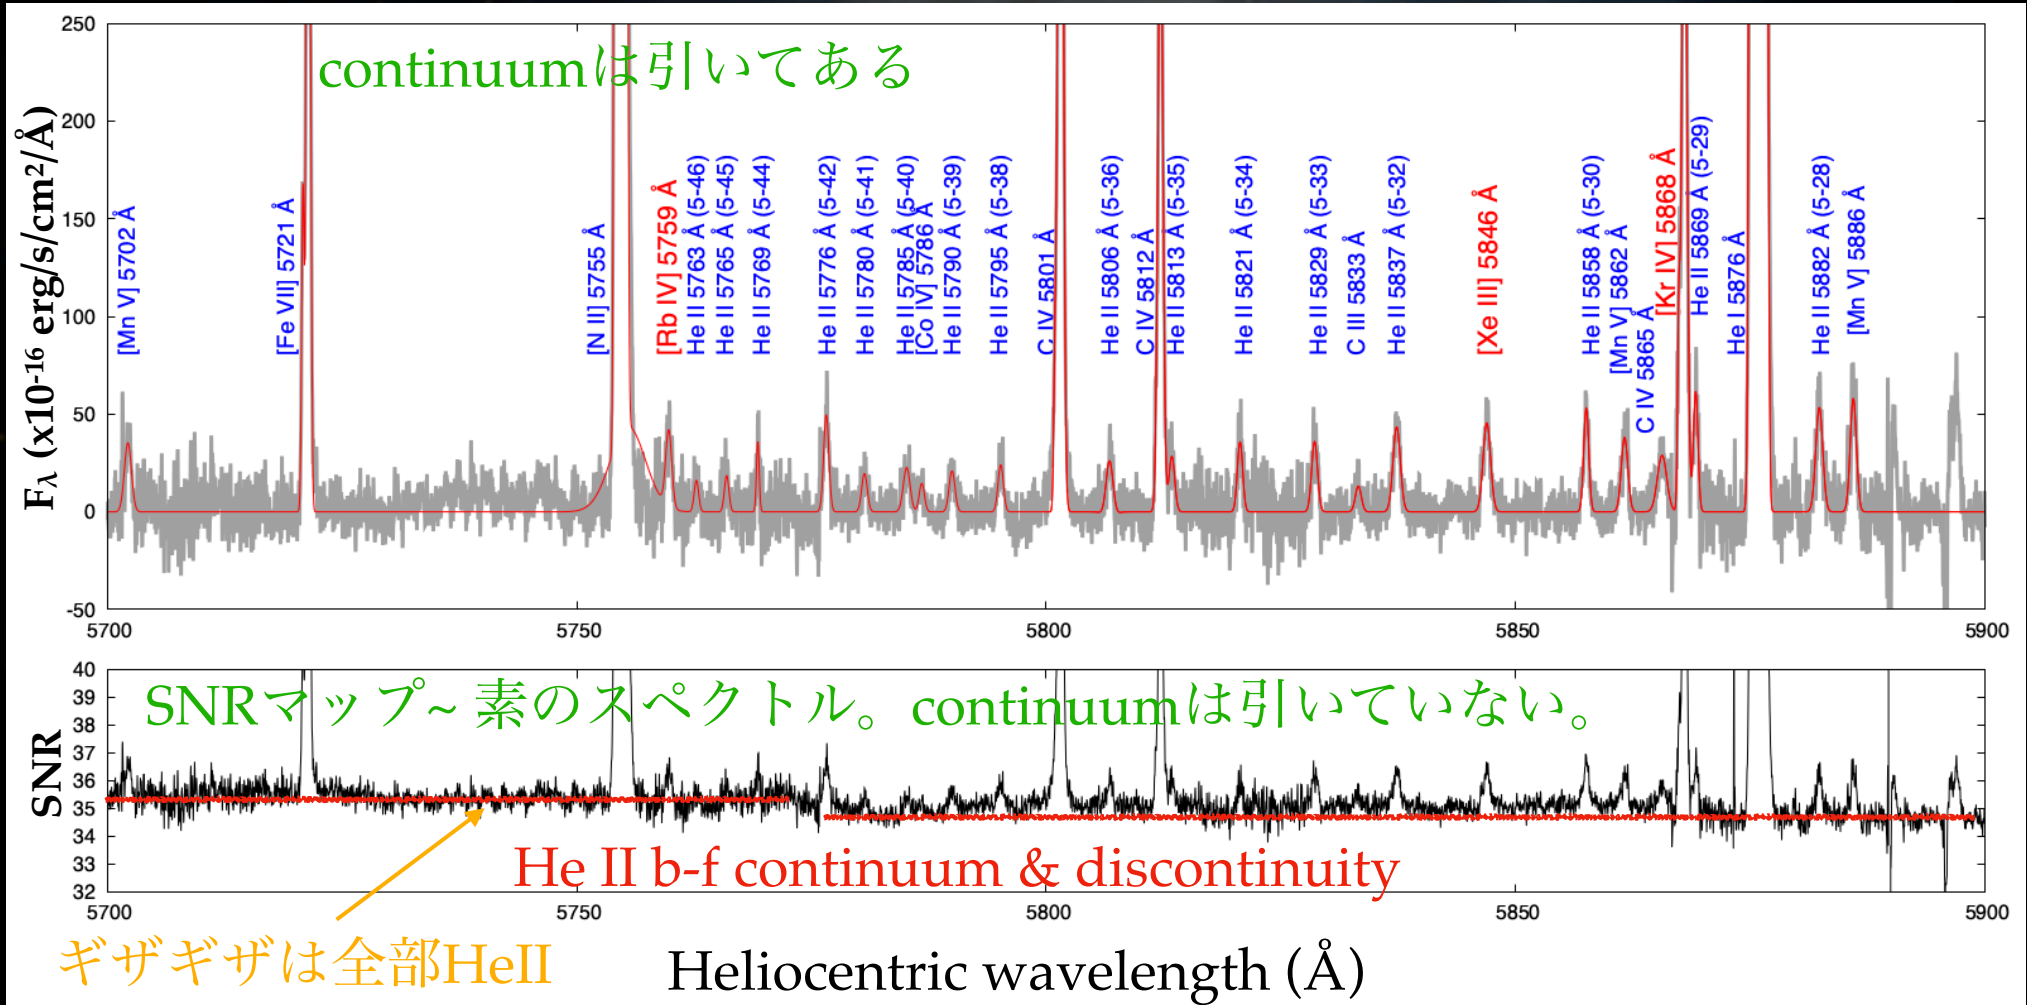 continuumは引いてある
Fλ (x10-16 erg/s/cm2/Å)
250
200
150
100
50
0
-50
[Mn V] 5702 Å
[Fe VII] 5721 Å
[N II] 5755 Å
[Rb IV] 5759 Å
He II 5763 Å (5-46)
He II 5765 Å (5-45)
He II 5769 Å (5-44)
He II 5776 Å (5-42)
He II 5780 Å (5-41)
He II 5785 Å (5-40)
[Co IV] 5786 Å
He II 5790 Å (5-39)
He II 5795 Å (5-38)
C IV 5801 Å
He II 5806 Å (5-36)
C IV 5812 Å
He II 5813 Å (5-35)
He II 5821 Å (5-34)
He II 5829 Å (5-33)
C III 5833 Å
He II 5837 Å (5-32)
[Xe III] 5846 Å
He II 5858 Å (5-30)
[Mn V] 5862 Å
C IV 5865 Å
[Kr IV] 5868 Å
He II 5869 Å (5-29)
He I 5876 Å
He II 5882 Å (5-28)
[Mn V] 5886 Å
5700 5750 5800 5850 5900
SNRマップ~ 素のスペクトル。continuumは引いていない。
SNR
40
39
38
37
36
35
34
33
32
He II b-f continuum & discontinuity
5700 5750 5800 5850 5900
ギザギザは全部HeII
Heliocentric wavelength (Å)